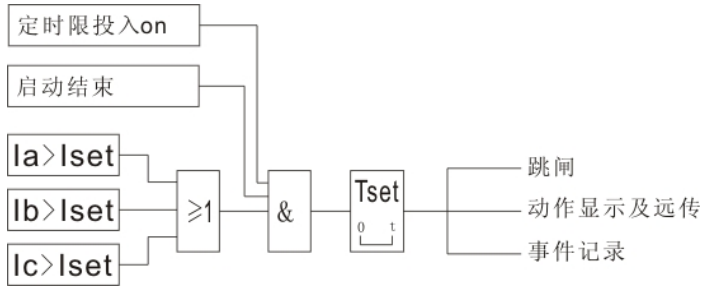 定时限投入on
启动结束
Ia>Iset
Ib>Iset
Ic>Iset
≥1
&
Tset
0 t
跳闸
动作显示及远传
事件记录